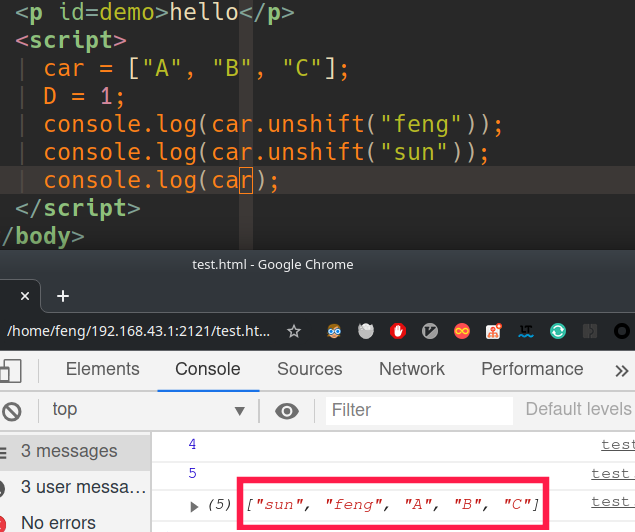 <p id=demo>hello</p>
<script>
car = ["A", "B", "C"];
D = 1;
console.log(car.unshift("feng"));
console.log(car.unshift("sun"));
console.log(car);
</script>
/body>
test.html - Google Chrome
/home/feng/192.168.43.1:2121/test.ht...
Elements Console Sources Network Performance
top Filter Default levels
3 messages 4 test
3 user messa... 5 test
(5) ["sun", "feng", "A", "B", "C"] test
No errors